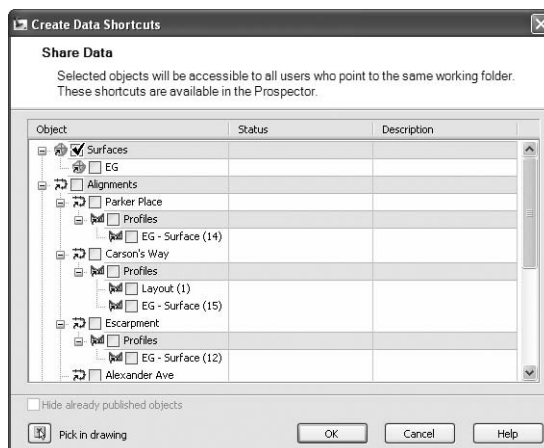 Create Data Shortcuts
Share Data
Selected objects will be accessible to all users who point to the same working folder.
These shortcuts are available in the Prospector.
Object Status Description
Surfaces
EG
Alignments
Parker Place
Profiles
EG - Surface (14)
Carson's Way
Profiles
Layout (1)
EG - Surface (15)
Escarpment
Profiles
EG - Surface (12)
Alexander Ave
Hide already published objects
Pick in drawing OK Cancel Help